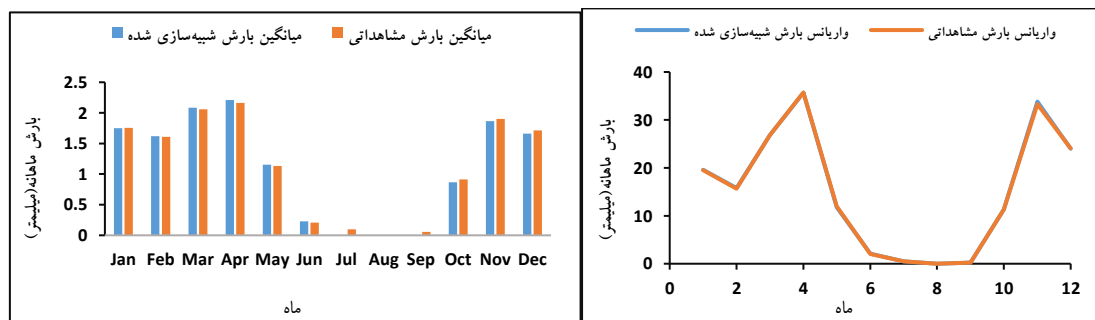 میانگین بارش شبیه‌سازی شده میانگین بارش مشاهداتی
2.5
2
1.5
1
0.5
0
بارش ماهانه(میلیمتر)
Jan Feb Mar Apr May Jun Jul Aug Sep Oct Nov Dec
ماه
واریانس بارش شبیه‌سازی شده واریانس بارش مشاهداتی
40
30
20
10
0
بارش ماهانه(میلیمتر)
0 2 4 6 8 10 12
ماه